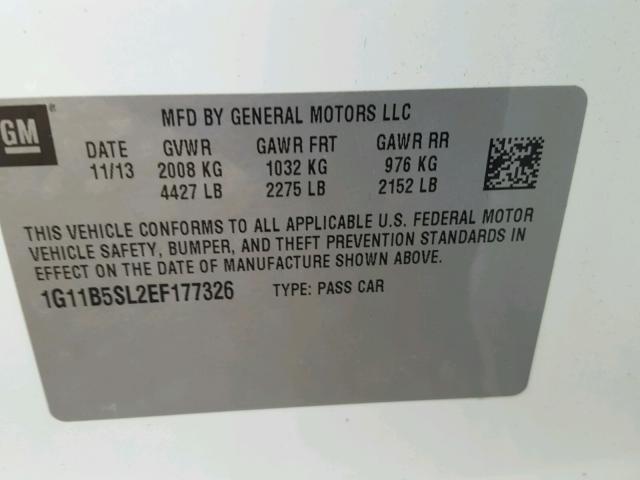 GM ®
MFD BY GENERAL MOTORS LLC
DATE GVWR GAWR FRT GAWR RR
11/13 2008 KG 1032 KG 976 KG
4427 LB 2275 LB 2152 LB
THIS VEHICLE CONFORMS TO ALL APPLICABLE U.S. FEDERAL MOTOR
VEHICLE SAFETY, BUMPER, AND THEFT PREVENTION STANDARDS IN
EFFECT ON THE DATE OF MANUFACTURE SHOWN ABOVE.
1G11B5SL2EF177326 TYPE: PASS CAR